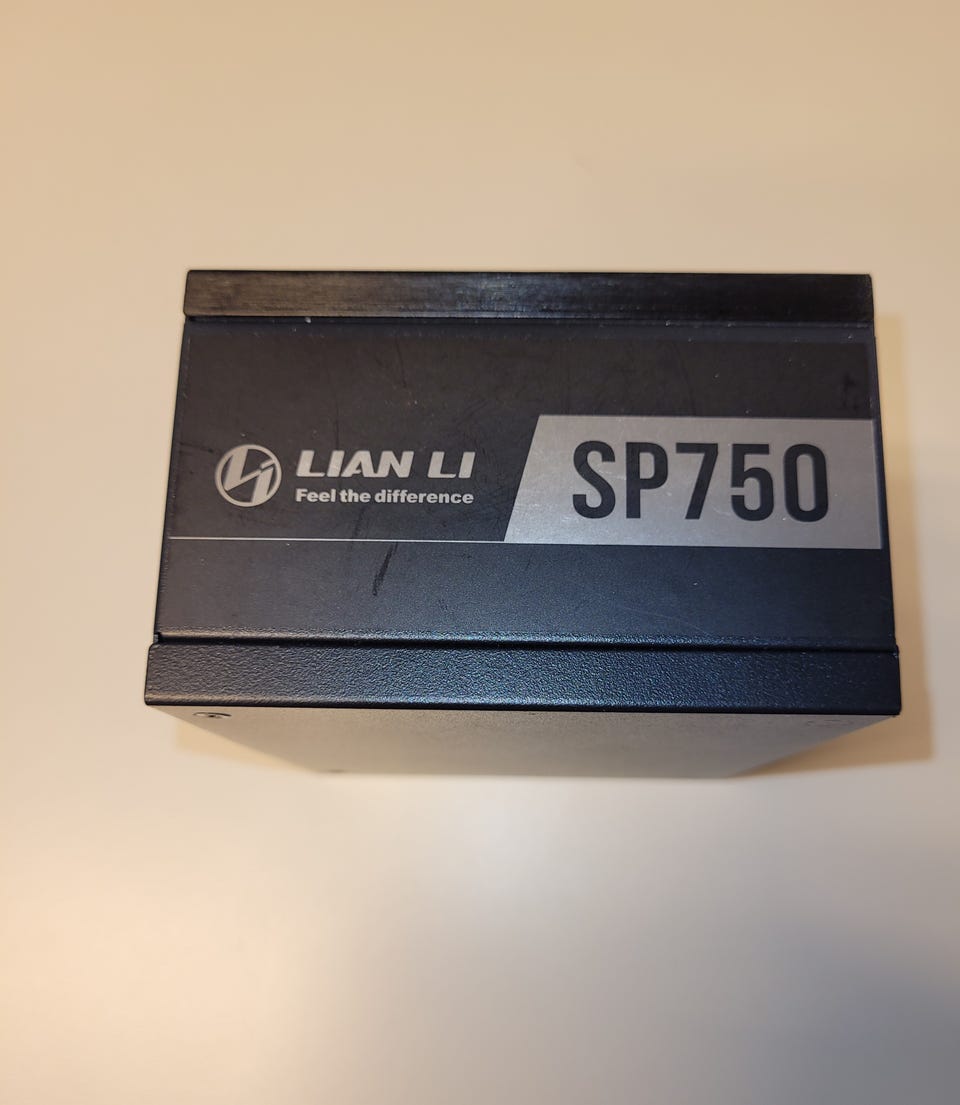 LIAN LI
Feel the difference
SP750